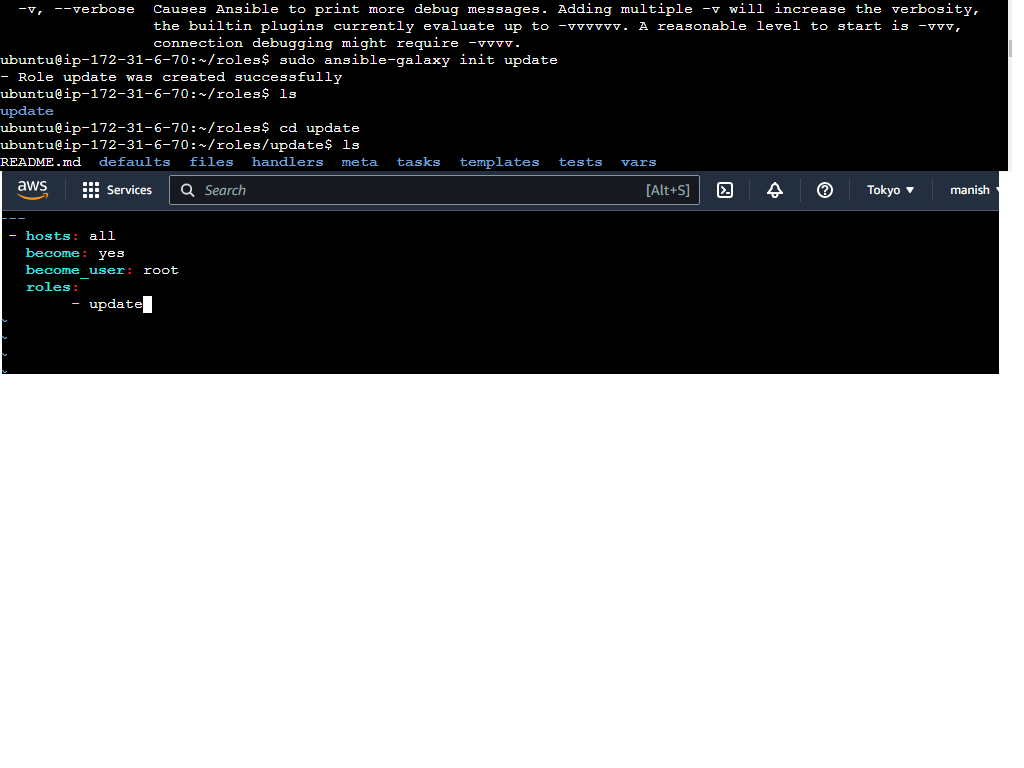 -v, --verbose  Causes Ansible to print more debug messages. Adding multiple -v will increase the verbosity,
the builtin plugins currently evaluate up to -vvvvvv. A reasonable level to start is -vvv,
connection debugging might require -vvvv.
ubuntu@ip-172-31-6-70:~/roles$ sudo ansible-galaxy init update
- Role update was created successfully
ubuntu@ip-172-31-6-70:~/roles$ ls
update
ubuntu@ip-172-31-6-70:~/roles$ cd update
ubuntu@ip-172-31-6-70:~/roles/update$ ls
README.md  defaults  files  handlers  meta  tasks  templates  tests  vars
aws Services Search [Alt+S] Tokyo ▼ manish
---
- hosts: all
  become: yes
  become_user: root
  roles:
       - update
~
~
~
~